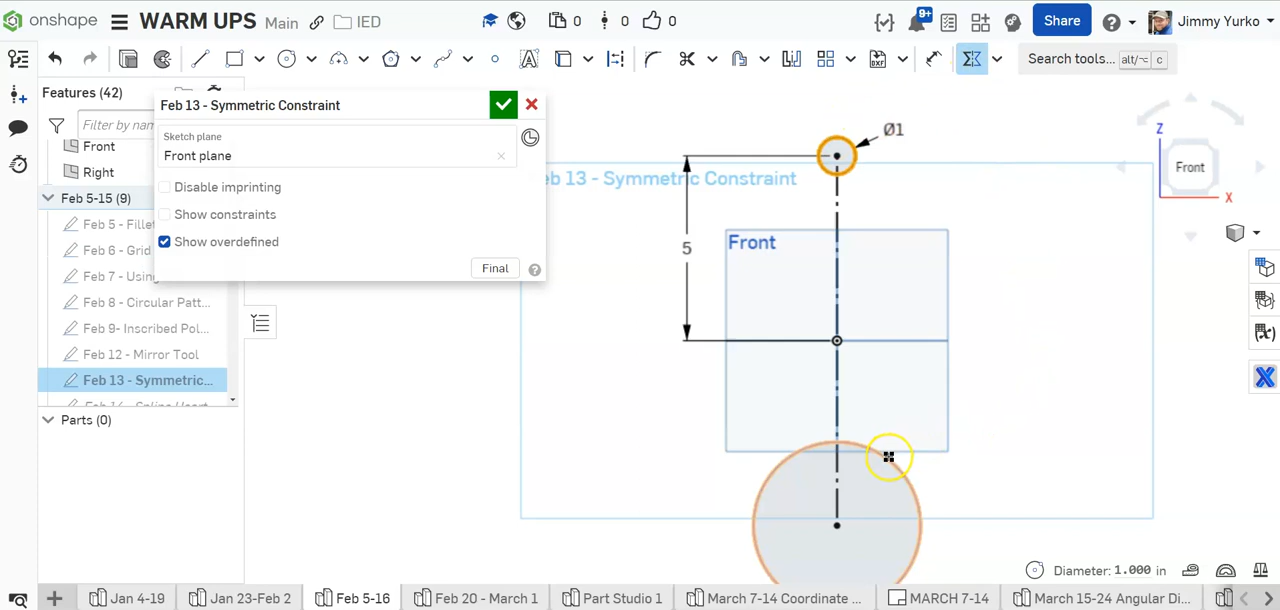 onshape WARM UPS Main IED 0 0 0 9+ Share Jimmy Yurko
Search tools... alt/⌥ c
Features (42)
Filter by nam
Front
Right
Feb 5-15 (9)
Feb 5 - Fillet
Feb 6 - Grid
Feb 7 - Using
Feb 8 - Circular Patt...
Feb 9- Inscribed Pol...
Feb 12 - Mirror Tool
Feb 13 - Symmetric...
Parts (0)
Feb 13 - Symmetric Constraint
Sketch plane
Front plane
Disable imprinting
Show constraints
Show overdefined
Final
eb 13 - Symmetric Constraint
Ø1
5
Front
Z
Front
X
Diameter: 1.000 in
Jan 4-19 Jan 23-Feb 2 Feb 5-16 Feb 20 - March 1 Part Studio 1 March 7-14 Coordinate ... MARCH 7-14 March 15-24 Angular Di...